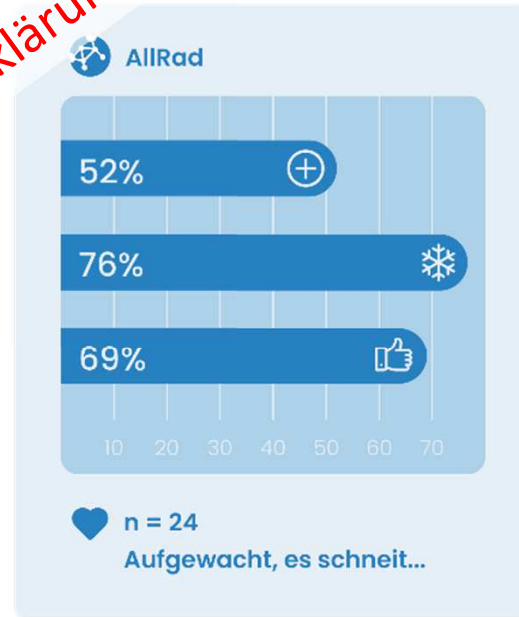 AllRad
52%
76%
69%
10 20 30 40 50 60 70
n = 24
Aufgewacht, es schneit...